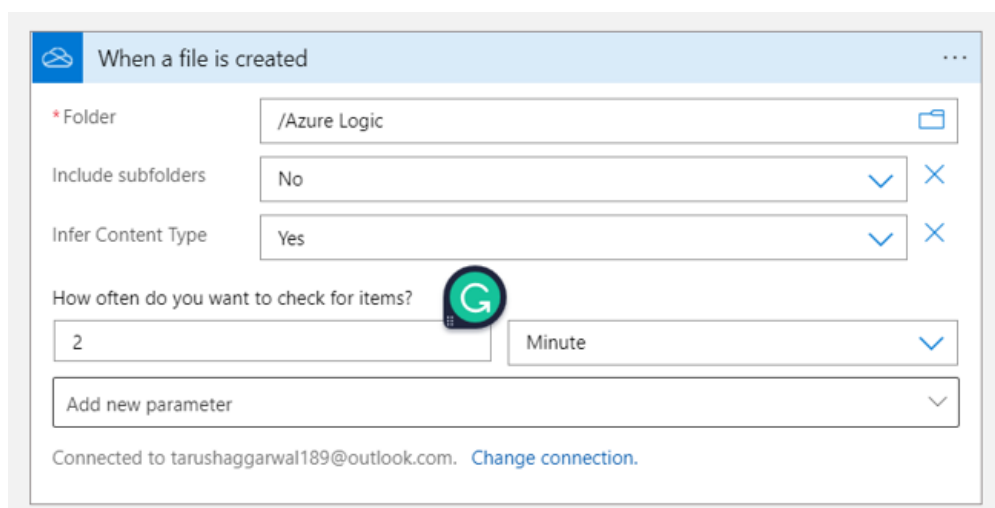 When a file is created
...
*Folder
/Azure Logic
Include subfolders
No
Infer Content Type
Yes
How often do you want to check for items?
2
Minute
Add new parameter
Connected to tarushaggarwal189@outlook.com. Change connection.